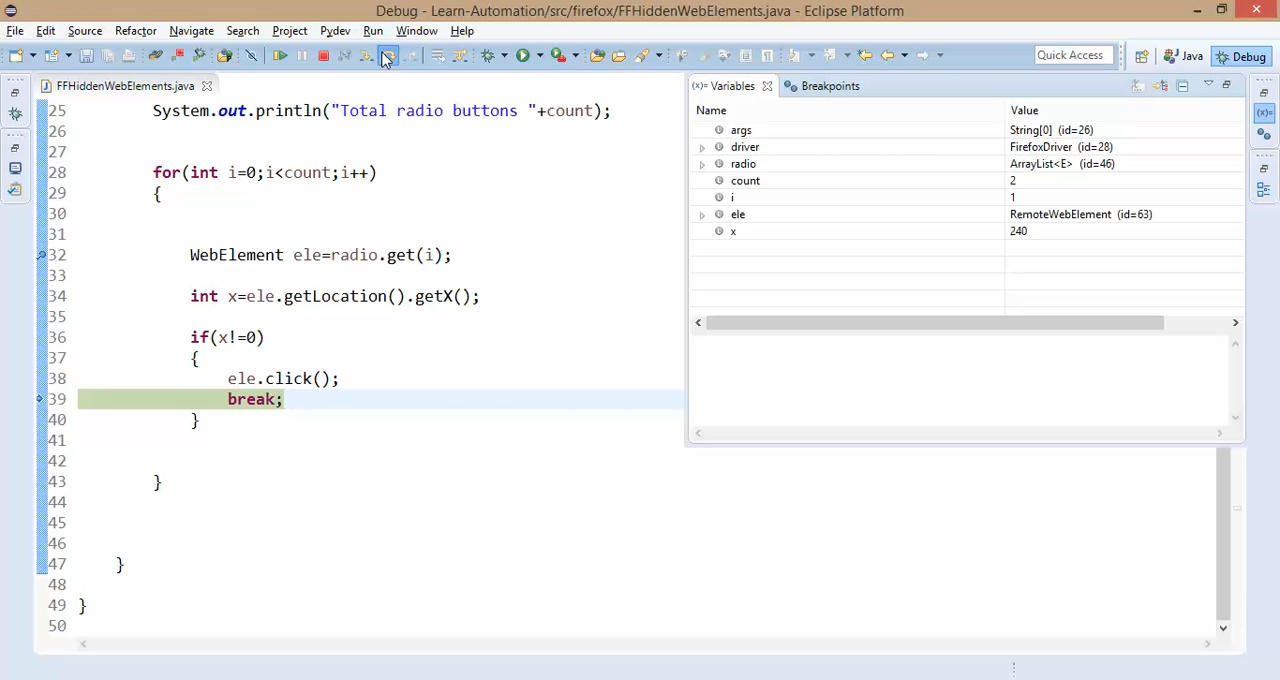 Debug - Learn-Automation/src/firefox/FFHiddenWebElements.java - Eclipse Platform
File Edit Source Refactor Navigate Search Project Pydev Run Window Help
Quick Access Java Debug
FFHiddenWebElements.java
25 System.out.println("Total radio buttons "+count);
26
27
28 for(int i=0;i<count;i++)
29 {
30
31
32 WebElement ele=radio.get(i);
33
34 int x=ele.getLocation().getX();
35
36 if(x!=0)
37 {
38 ele.click();
39 break;
40 }
41
42
43 }
44
45
46
47 }
48
49 }
50
(x)= Variables Breakpoints
Name Value
args String[0] (id=26)
driver FirefoxDriver (id=28)
radio ArrayList<E> (id=46)
count 2
i 1
ele RemoteWebElement (id=63)
x 240
(x)=